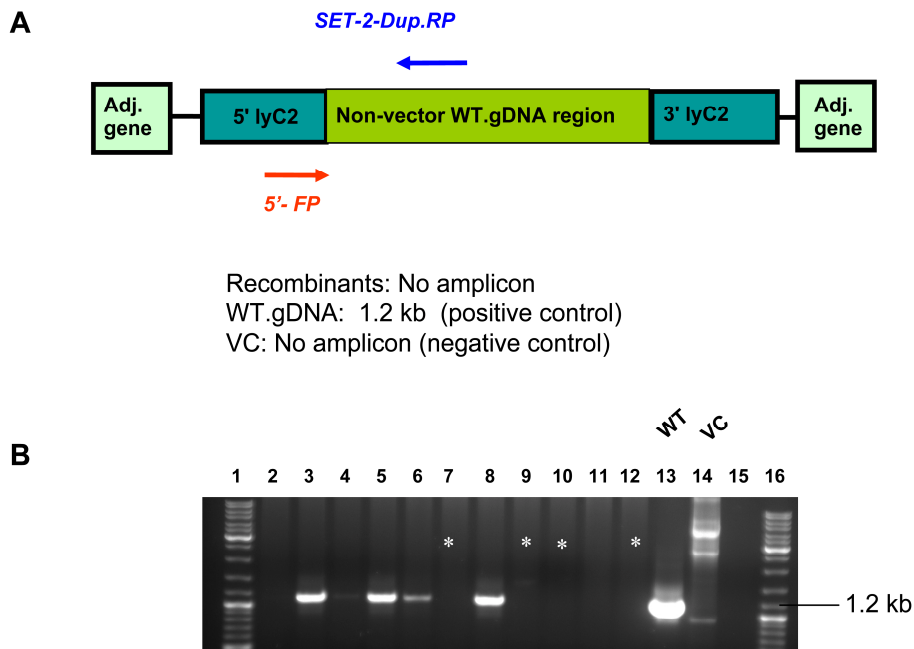 A
SET-2-Dup.RP
Adj. gene
5' lyC2
Non-vector WT.gDNA region
3' lyC2
Adj. gene
5'- FP
Recombinants: No amplicon
WT.gDNA: 1.2 kb (positive control)
VC: No amplicon (negative control)
WT VC
B
1 2 3 4 5 6 7 8 9 10 11 12 13 14 15 16
* * * *
1.2 kb